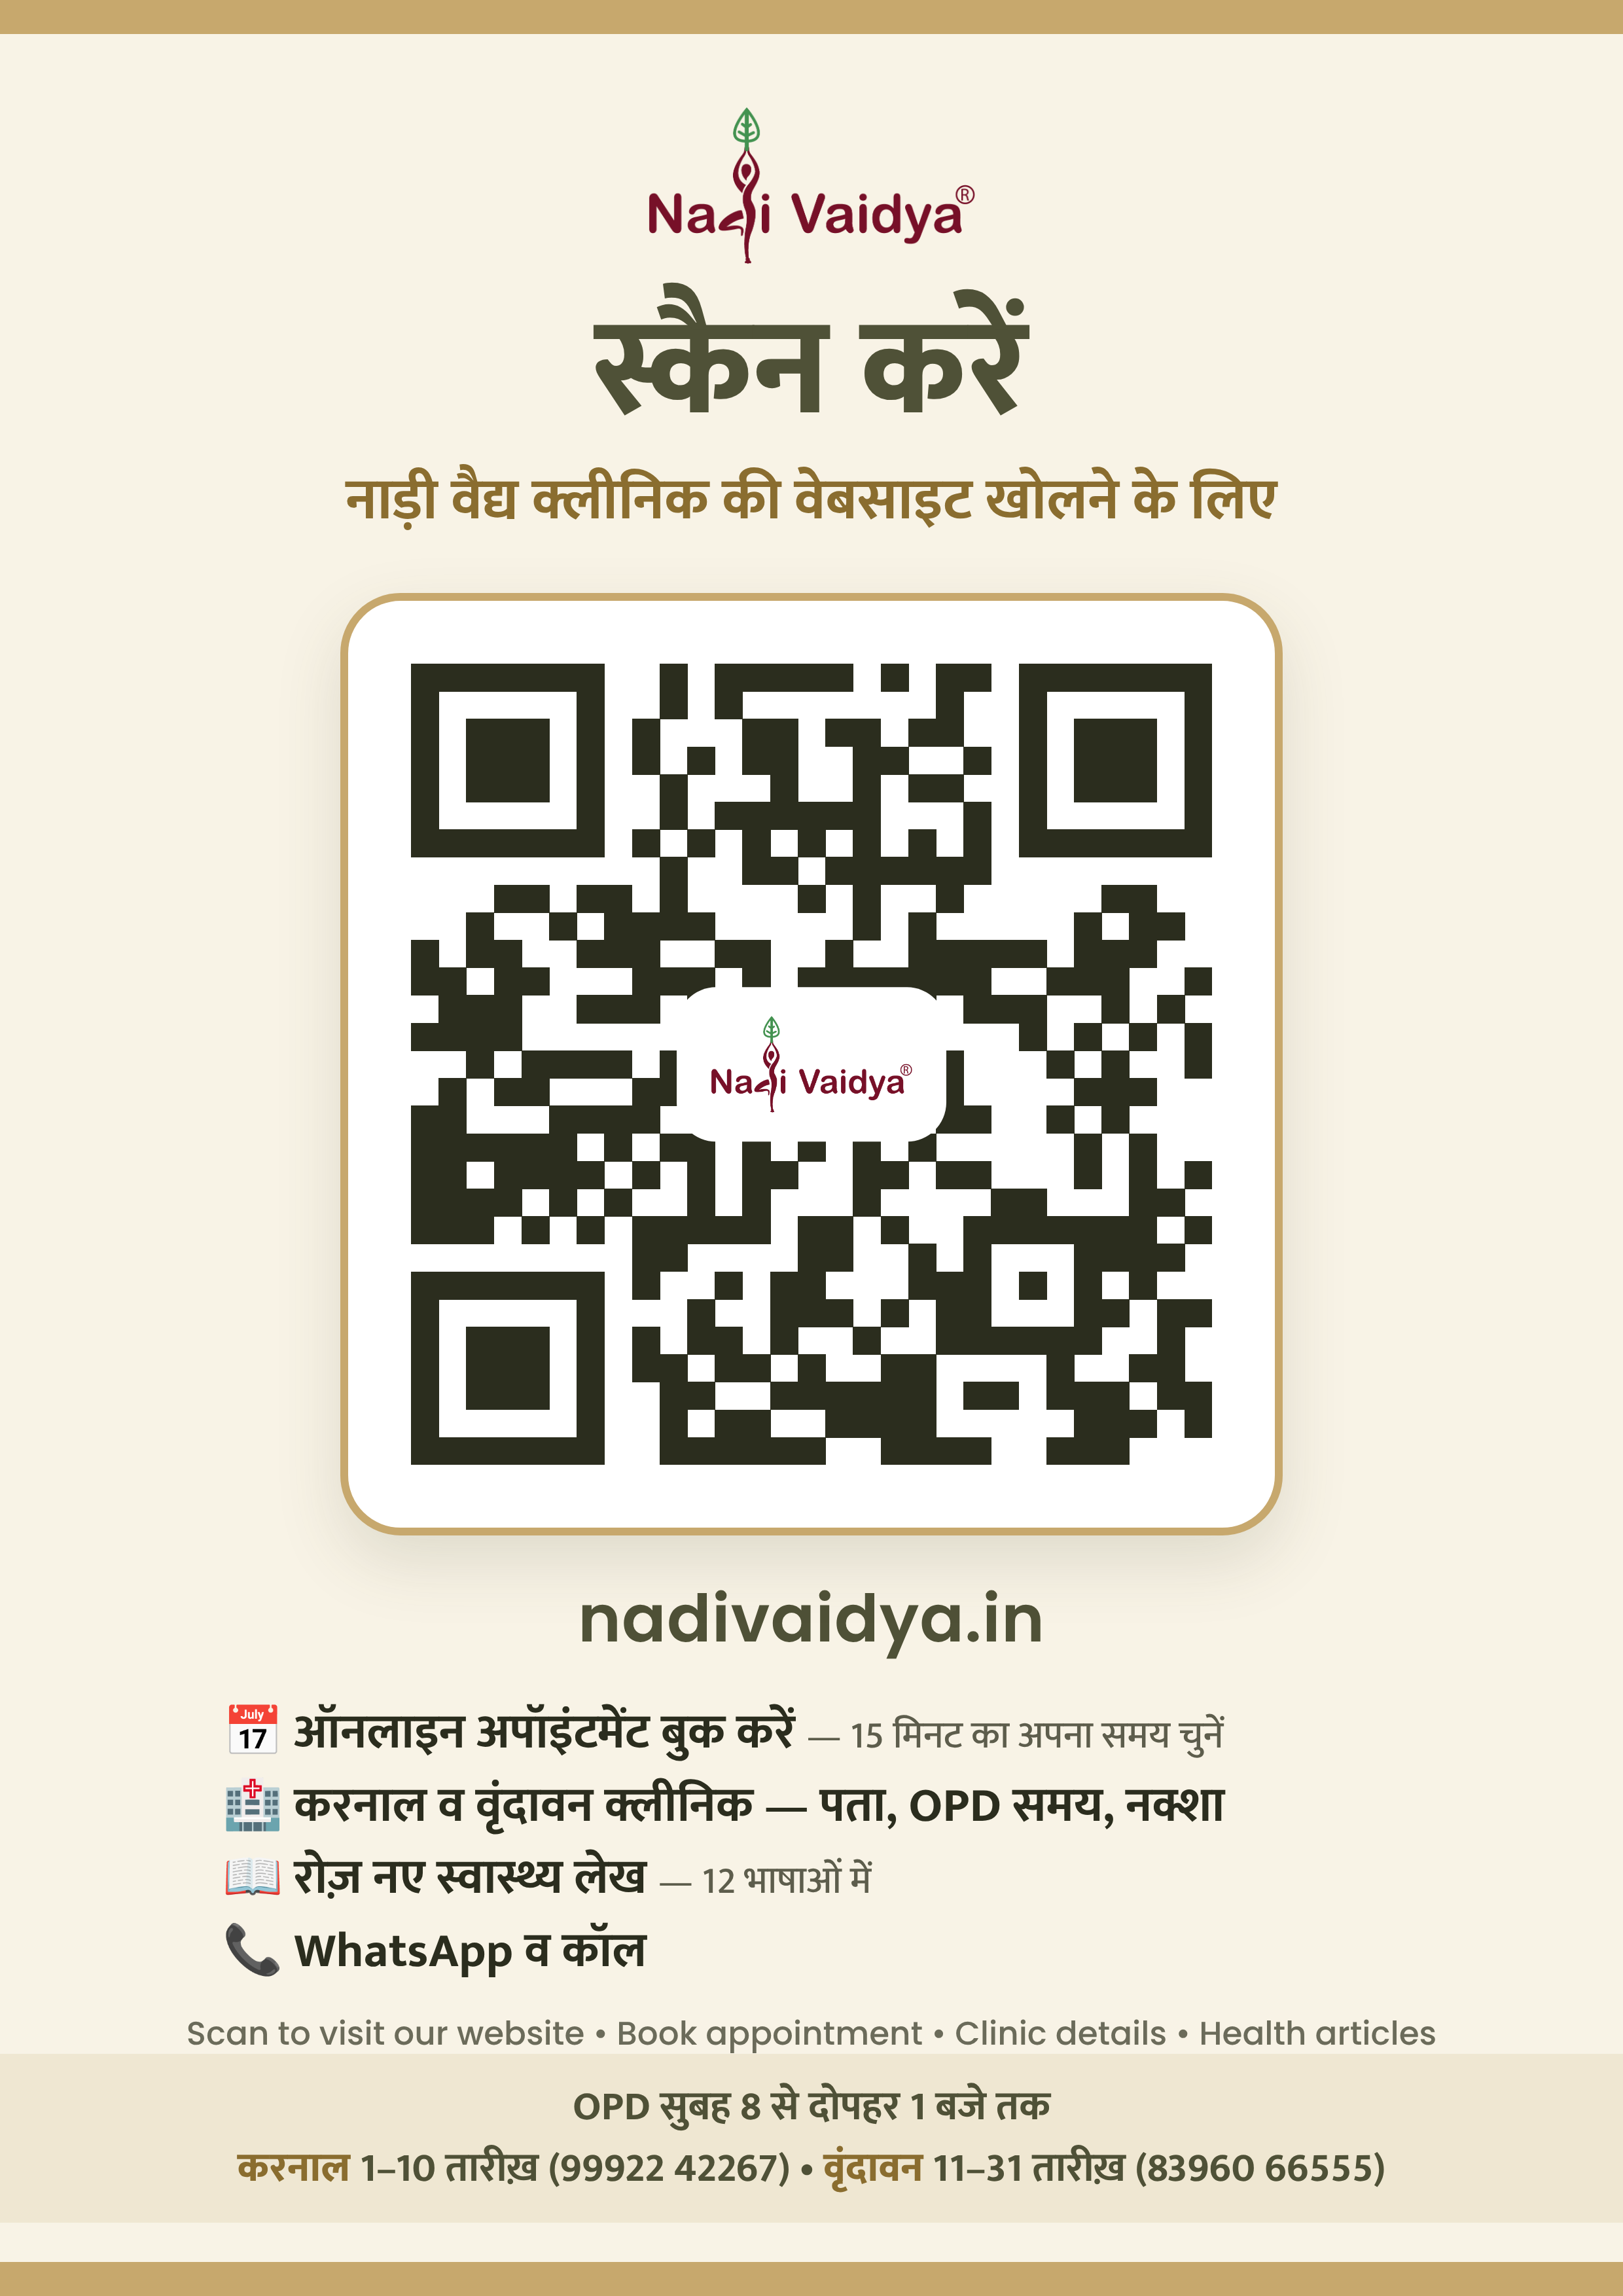 Nadi Vaidya®
स्कैन करें
नाड़ी वैद्य क्लीनिक की वेबसाइट खोलने के लिए
Nadi Vaidya®
nadivaidya.in
July 17 ऑनलाइन अपॉइंटमेंट बुक करें — 15 मिनट का अपना समय चुनें
करनाल व वृंदावन क्लीनिक — पता, OPD समय, नक्शा
रोज़ नए स्वास्थ्य लेख — 12 भाषाओं में
WhatsApp व कॉल
Scan to visit our website • Book appointment • Clinic details • Health articles
OPD सुबह 8 से दोपहर 1 बजे तक
करनाल 1–10 तारीख़ (99922 42267) • वृंदावन 11–31 तारीख़ (83960 66555)